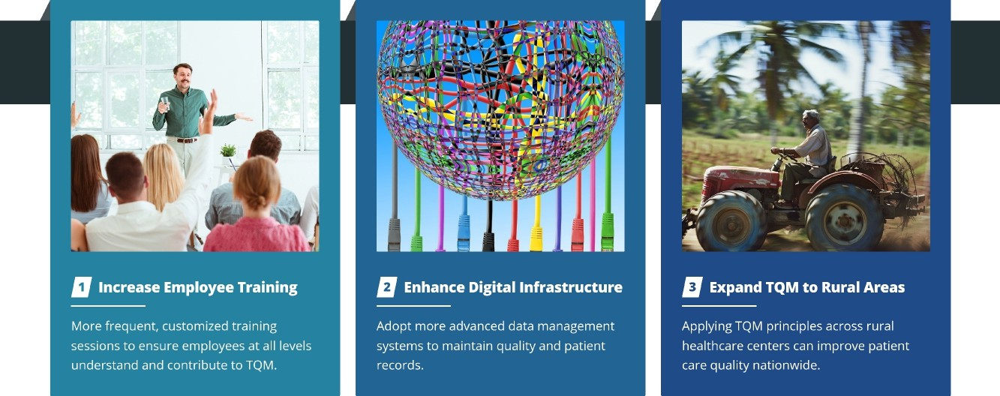 1 Increase Employee Training
More frequent, customized training
sessions to ensure employees at all levels
understand and contribute to TQM.
2 Enhance Digital Infrastructure
Adopt more advanced data management
systems to maintain quality and patient
records.
3 Expand TQM to Rural Areas
Applying TQM principles across rural
healthcare centers can improve patient
care quality nationwide.